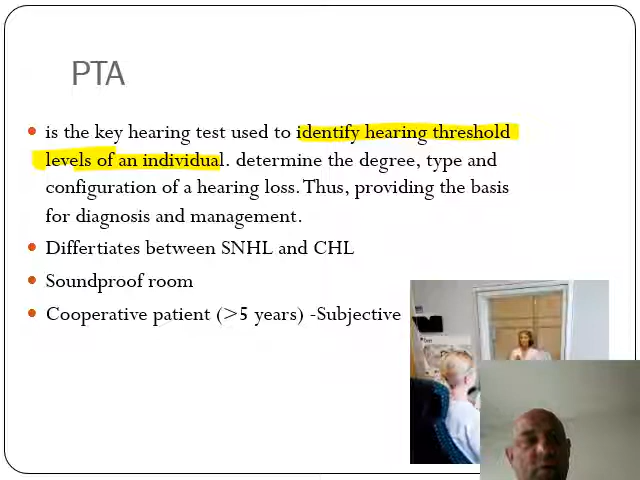 PTA
is the key hearing test used to identify hearing threshold
levels of an individual. determine the degree, type and
configuration of a hearing loss. Thus, providing the basis
for diagnosis and management.
Differtiates between SNHL and CHL
Soundproof room
Cooperative patient (>5 years) -Subjective